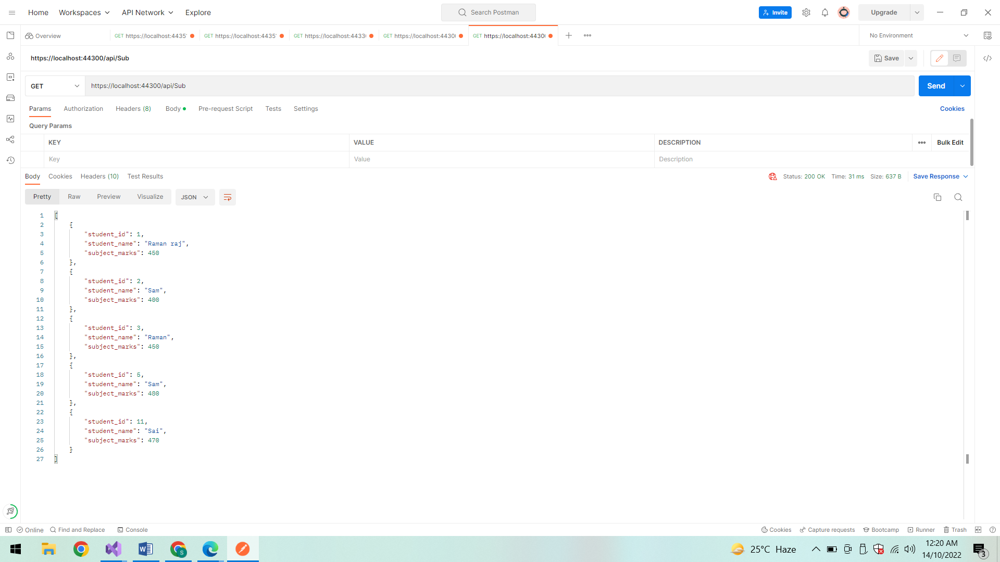 Home Workspaces API Network Explore Search Postman Invite Upgrade
Overview GET https://localhost:4435 GET https://localhost:4435 GET https://localhost:4433 GET https://localhost:4430 GET https://localhost:4430 No Environment
https://localhost:44300/api/Sub Save
GET https://localhost:44300/api/Sub Send
Params Authorization Headers (8) Body Pre-request Script Tests Settings Cookies
Query Params
KEY VALUE DESCRIPTION Bulk Edit
Key Value Description
Body Cookies Headers (10) Test Results Status: 200 OK Time: 31 ms Size: 637 B Save Response
Pretty Raw Preview Visualize JSON
1 [
2 {
3 "student_id": 1,
4 "student_name": "Raman raj",
5 "subject_marks": 450
6 },
7 {
8 "student_id": 2,
9 "student_name": "Sam",
10 "subject_marks": 400
11 },
12 {
13 "student_id": 3,
14 "student_name": "Raman",
15 "subject_marks": 450
16 },
17 {
18 "student_id": 5,
19 "student_name": "Sam",
20 "subject_marks": 480
21 },
22 {
23 "student_id": 11,
24 "student_name": "Sai",
25 "subject_marks": 470
26 }
27 ]
Online Find and Replace Console Cookies Capture requests Bootcamp Runner Trash
W S 25°C Haze 12:20 AM
14/10/2022 3